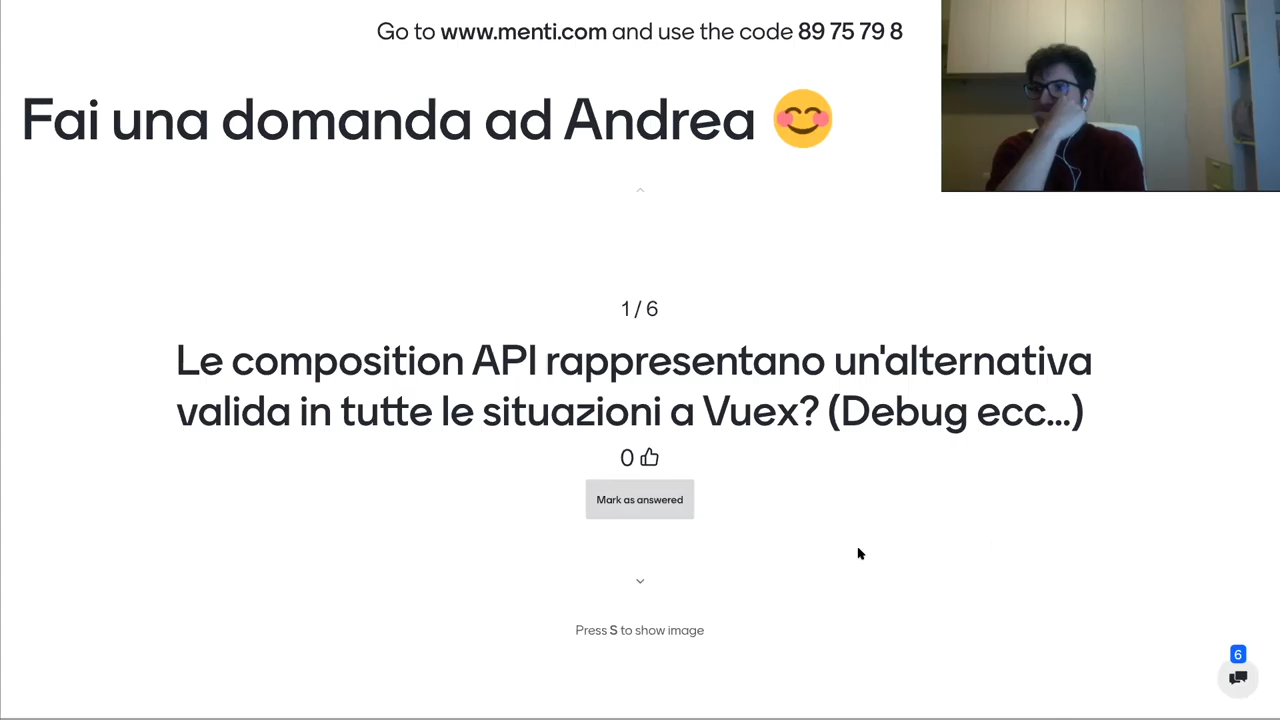 Go to www.menti.com and use the code 89 75 79 8
Fai una domanda ad Andrea 😊
1 / 6
Le composition API rappresentano un'alternativa
valida in tutte le situazioni a Vuex? (Debug ecc...)
0
Mark as answered
Press S to show image
6